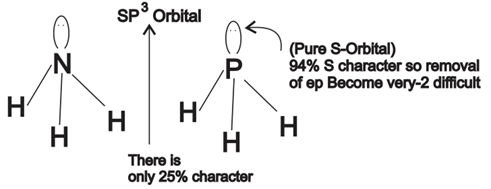 SP³ Orbital
N
H
H
H
There is
only 25% character
P
H
H
H
(Pure S-Orbital)
94% S character so removal
of ep Become very-2 difficult